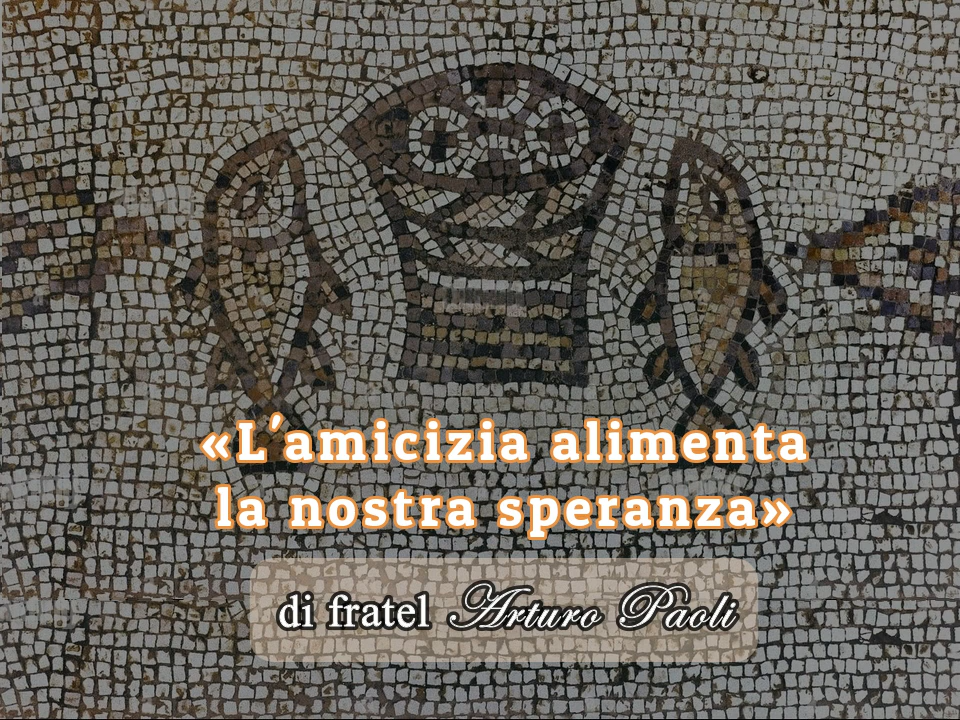 «L'amicizia alimenta
la nostra speranza»
di fratel Arturo Paoli